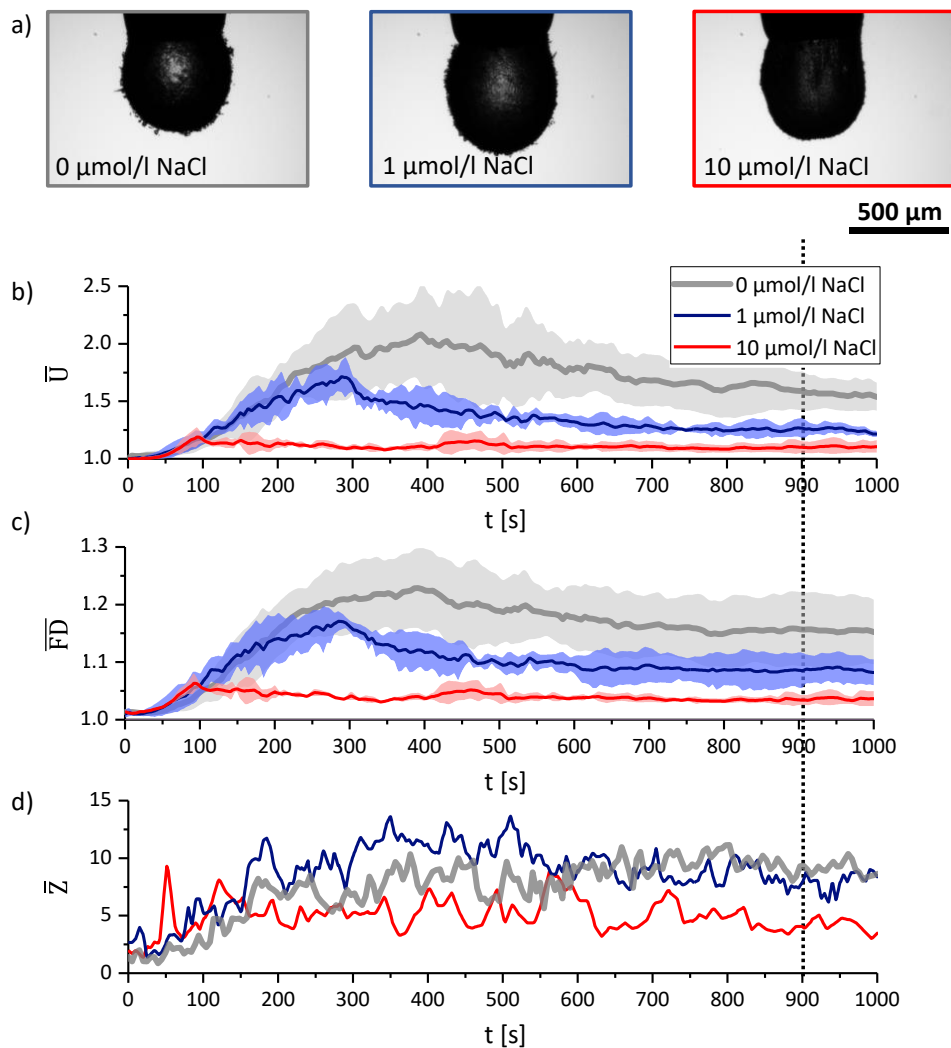 a)
0 µmol/l NaCl
1 µmol/l NaCl
10 µmol/l NaCl
500 µm
b)
0 µmol/l NaCl
1 µmol/l NaCl
10 µmol/l NaCl
2.5
2.0
1.5
1.0
U̅
0 100 200 300 400 500 600 700 800 900 1000
t [s]
c)
1.3
1.2
1.1
1.0
F̅D̅
0 100 200 300 400 500 600 700 800 900 1000
t [s]
d)
15
10
5
0
Z̅
0 100 200 300 400 500 600 700 800 900 1000
t [s]